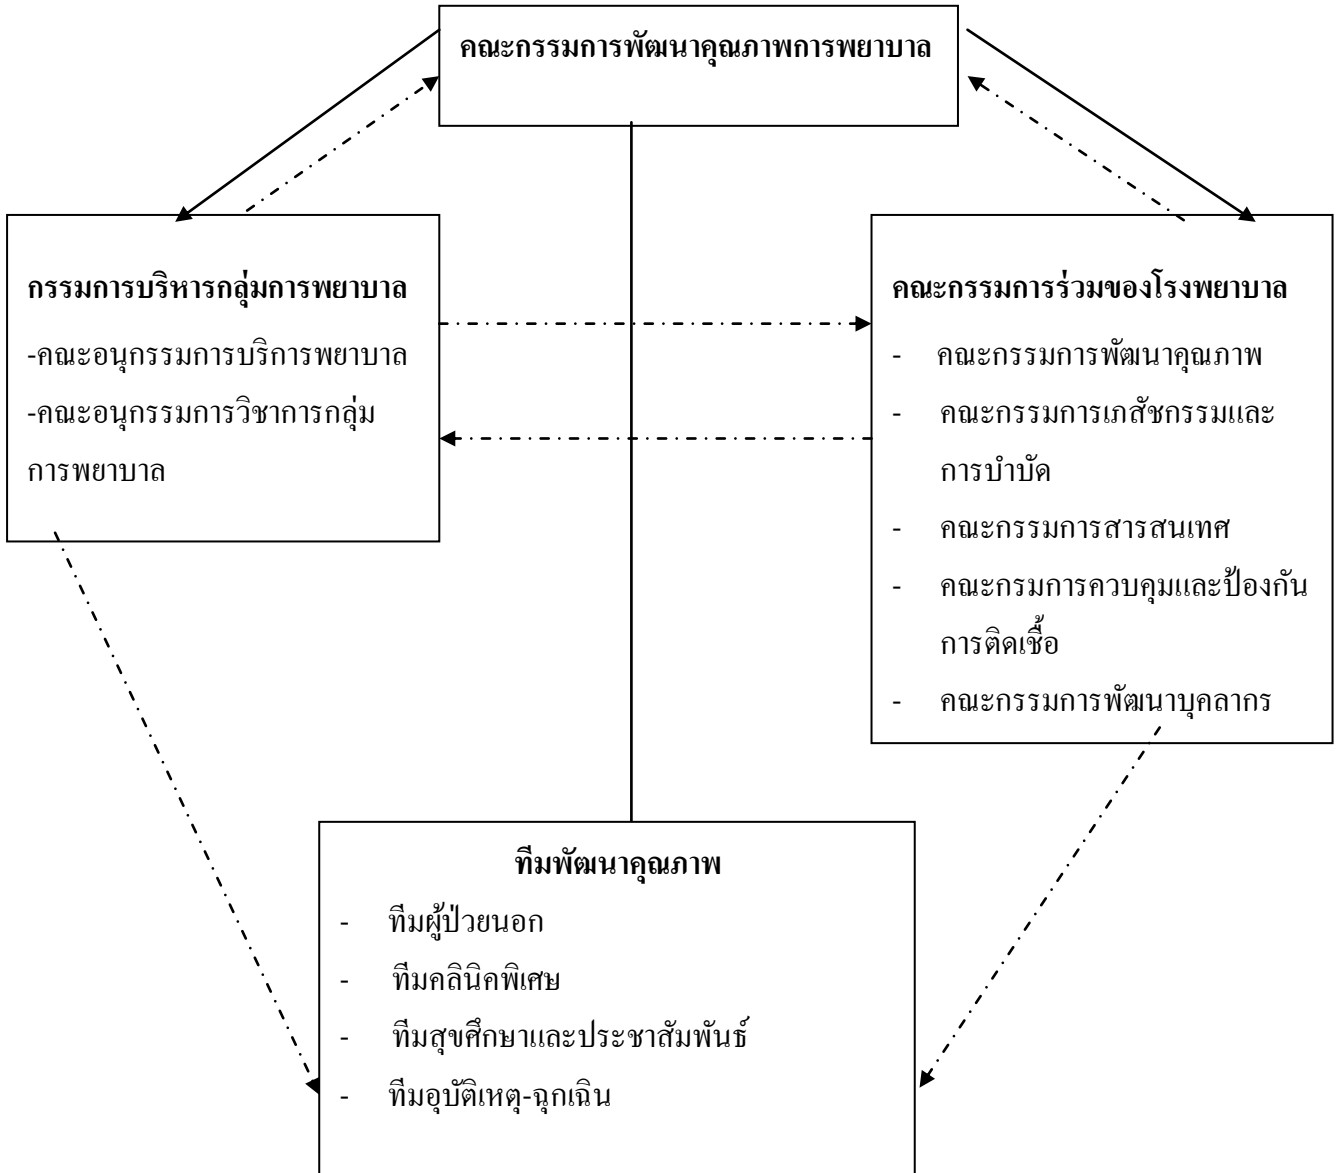 คณะกรรมการพัฒนาคุณภาพการพยาบาล
กรรมการบริหารกลุ่มการพยาบาล
-คณะอนุกรรมการบริการพยาบาล
-คณะอนุกรรมการวิชาการกลุ่ม
การพยาบาล
คณะกรรมการร่วมของโรงพยาบาล
- คณะกรรมการพัฒนาคุณภาพ
- คณะกรรมการเภสัชกรรมและ
การบำบัด
- คณะกรรมการสารสนเทศ
- คณะกรมการควบคุมและป้องกัน
การติดเชื้อ
- คณะกรรมการพัฒนาบุคลากร
ทีมพัฒนาคุณภาพ
- ทีมผู้ป่วยนอก
- ทีมคลินิคพิเศษ
- ทีมสุขศึกษาและประชาสัมพันธ์
- ทีมอุบัติเหตุ-ฉุกเฉิน